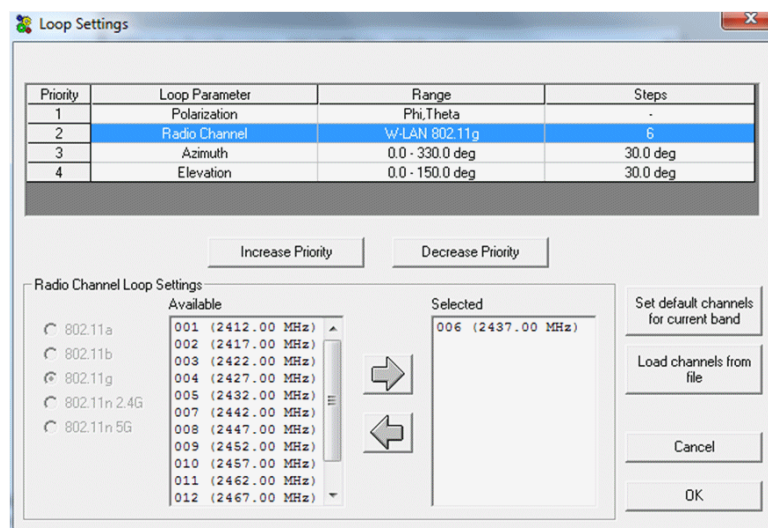 Loop Settings
Priority Loop Parameter Range Steps
1 Polarization Phi,Theta -
2 Radio Channel W-LAN 802.11g 6
3 Azimuth 0.0 - 330.0 deg 30.0 deg
4 Elevation 0.0 - 150.0 deg 30.0 deg
Increase Priority Decrease Priority
Radio Channel Loop Settings
Available Selected
802.11a
802.11b
802.11g
802.11n 2.4G
802.11n 5G
001 (2412.00 MHz)
002 (2417.00 MHz)
003 (2422.00 MHz)
004 (2427.00 MHz)
005 (2432.00 MHz)
007 (2442.00 MHz)
008 (2447.00 MHz)
009 (2452.00 MHz)
010 (2457.00 MHz)
011 (2462.00 MHz)
012 (2467.00 MHz)
006 (2437.00 MHz)
Set default channels
for current band
Load channels from
file
Cancel
OK